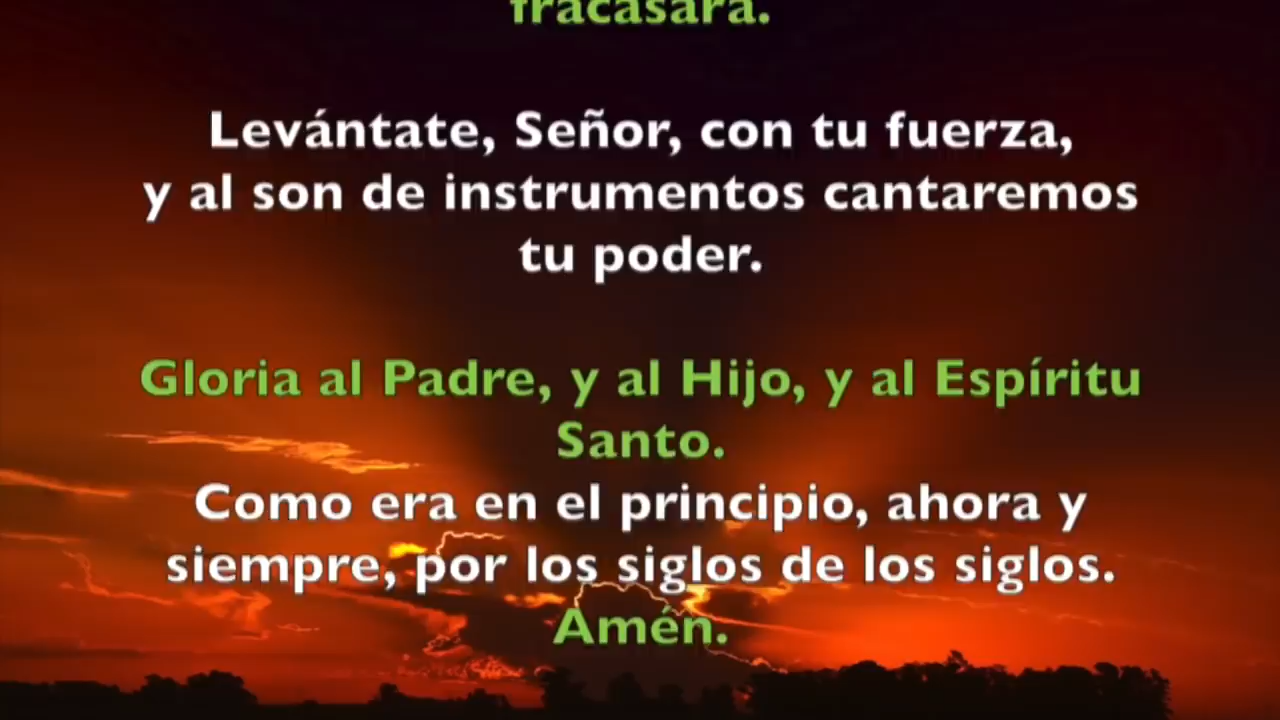 fracasará.
Levántate, Señor, con tu fuerza,
y al son de instrumentos cantaremos
tu poder.
Gloria al Padre, y al Hijo, y al Espíritu
Santo.
Como era en el principio, ahora y
siempre, por los siglos de los siglos.
Amén.